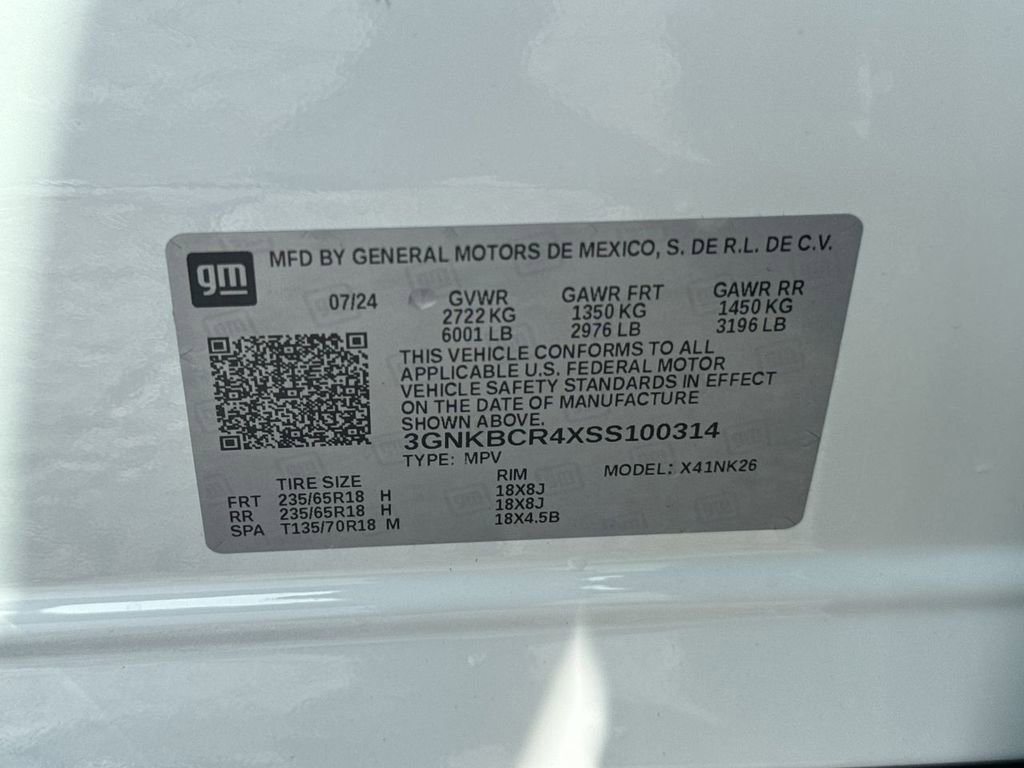 gm
MFD BY GENERAL MOTORS DE MEXICO, S. DE R.L. DE C.V.
07/24 GVWR GAWR FRT GAWR RR
2722 KG 1350 KG 1450 KG
6001 LB 2976 LB 3196 LB
THIS VEHICLE CONFORMS TO ALL
APPLICABLE U.S. FEDERAL MOTOR
VEHICLE SAFETY STANDARDS IN EFFECT
ON THE DATE OF MANUFACTURE
SHOWN ABOVE.
3GNKBCR4XSS100314
TYPE: MPV MODEL: X41NK26
TIRE SIZE RIM
FRT 235/65R18 H 18X8J
RR 235/65R18 H 18X8J
SPA T135/70R18 M 18X4.5B